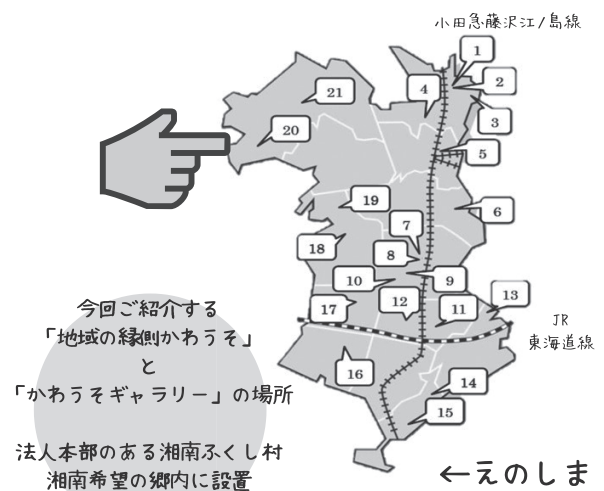 小田急藤沢江ノ島線
1
2
4
3
21
20
5
19
6
7
18
8
10
9
17
12
11
13
JR
東海道線
16
14
15
今回ご紹介する
「地域の縁側かわうそ」
と
「かわうそギャラリー」の場所
法人本部のある湘南ふくし村
湘南希望の郷内に設置
←えのしま